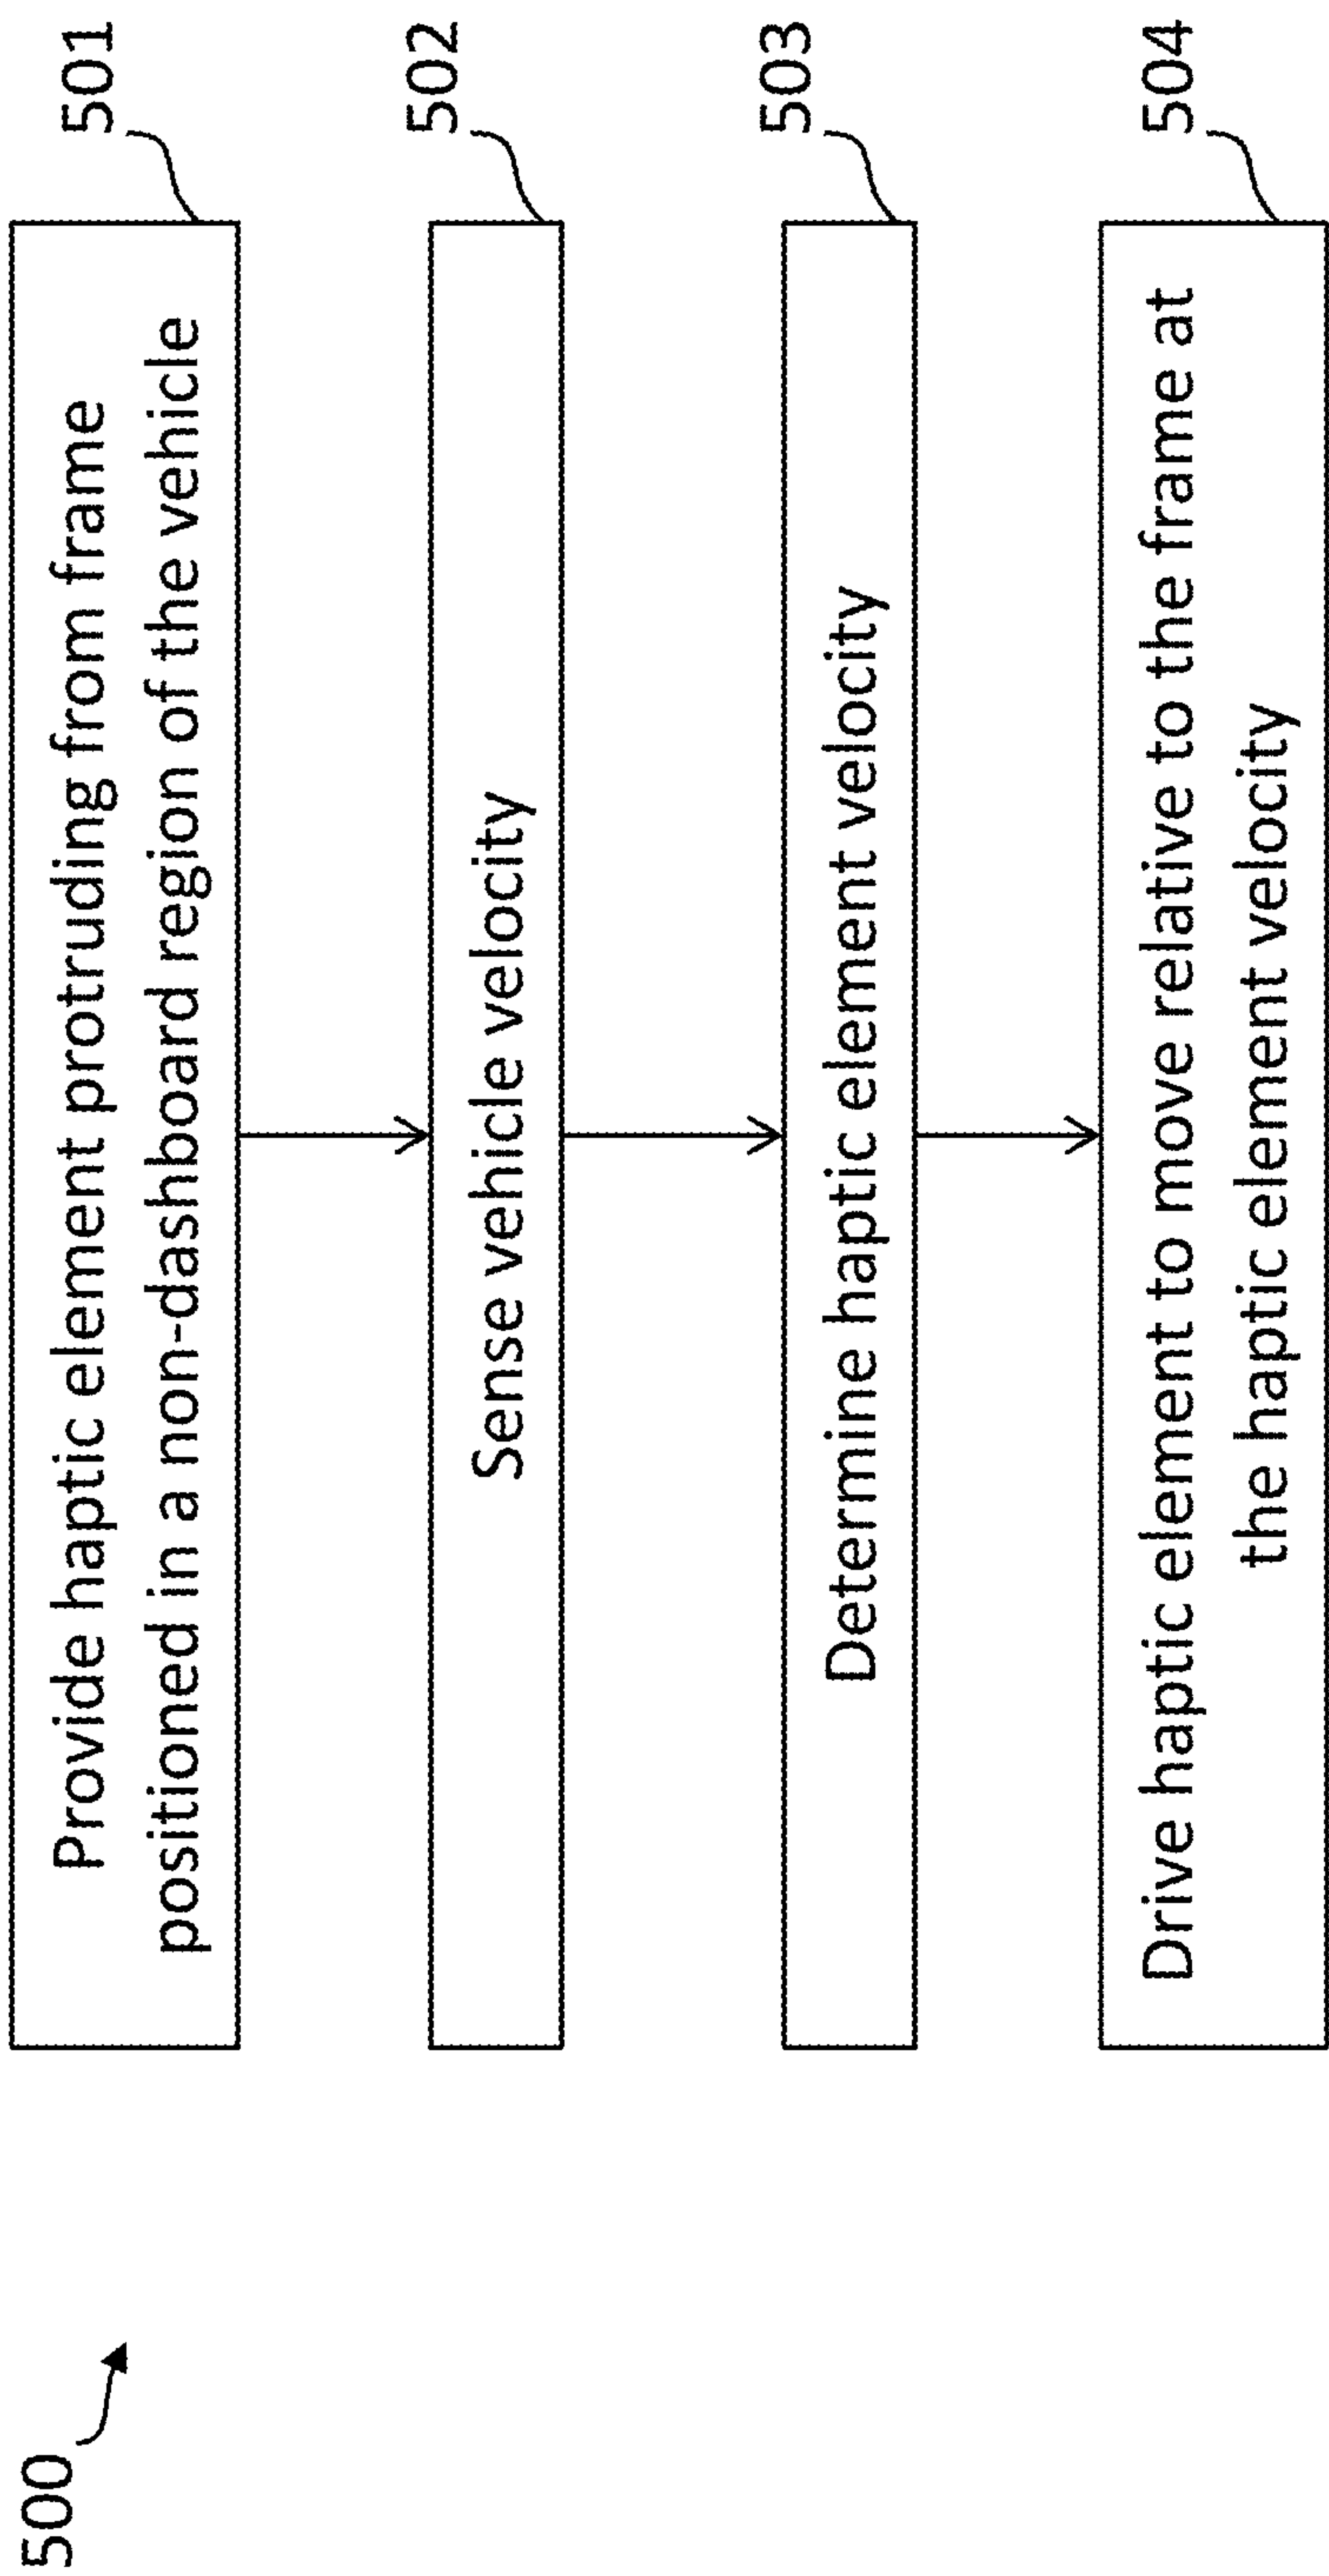 500
Provide haptic element protruding from frame
positioned in a non-dashboard region of the vehicle
501
Sense vehicle velocity
502
Determine haptic element velocity
503
Drive haptic element to move relative to the frame at
the haptic element velocity
504